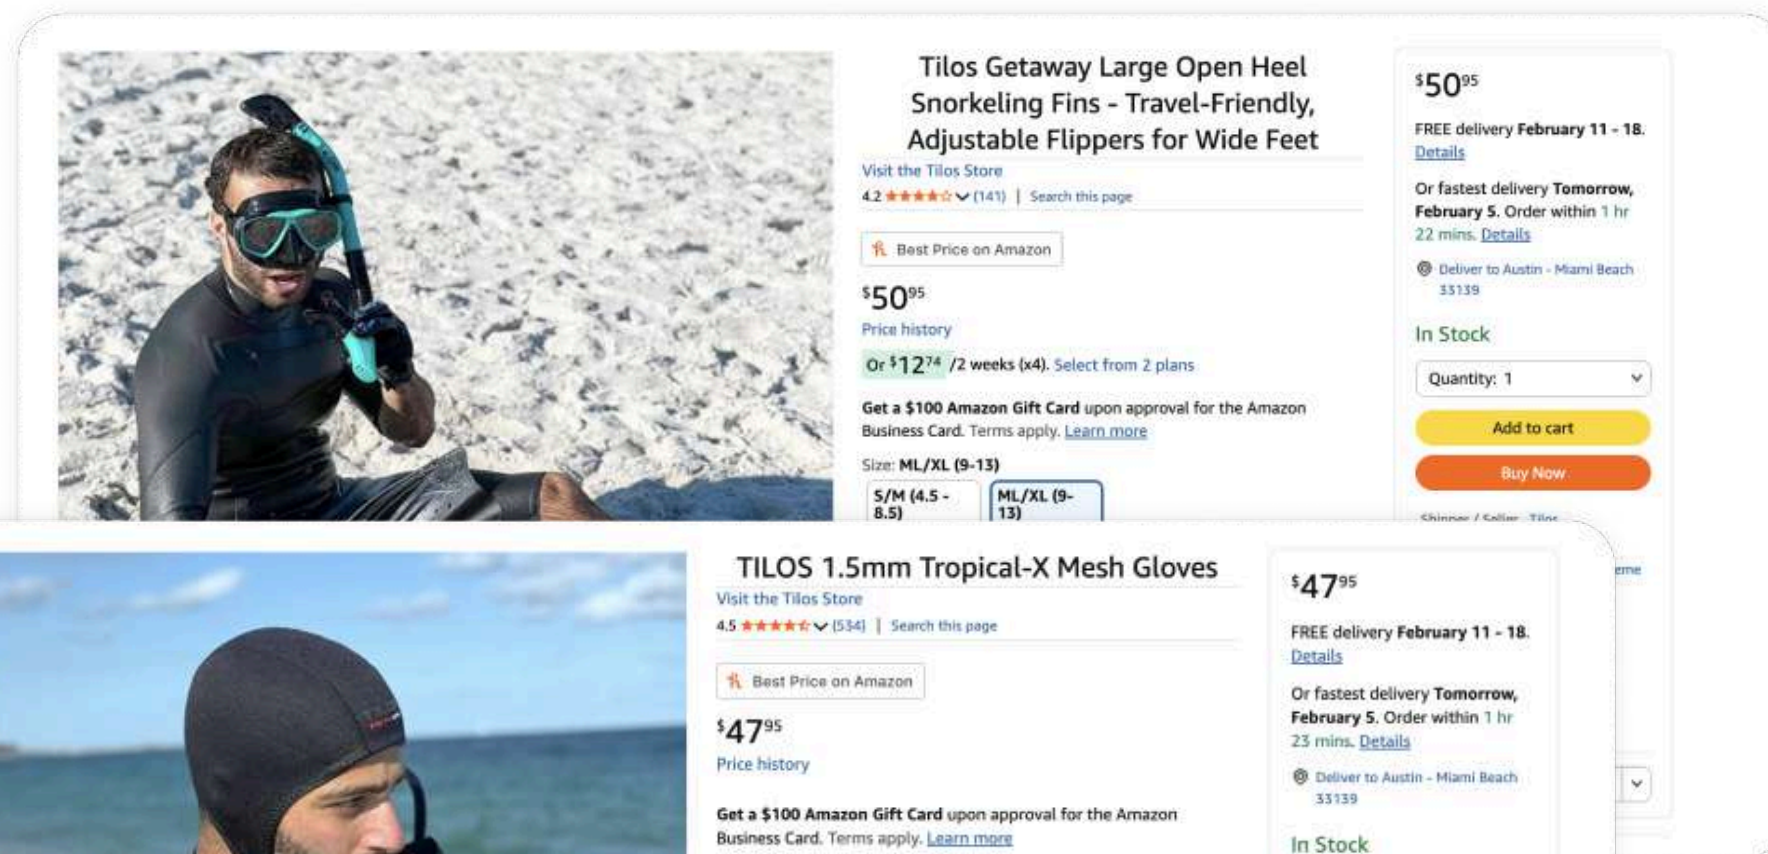 Tilos Getaway Large Open Heel
Snorkeling Fins - Travel-Friendly,
Adjustable Flippers for Wide Feet
Visit the Tilos Store
4.2 (141) | Search this page
Best Price on Amazon
$50 95
Price history
Or $12 74 /2 weeks (x4). Select from 2 plans
Get a $100 Amazon Gift Card upon approval for the Amazon
Business Card. Terms apply. Learn more
Size: ML/XL (9-13)
S/M (4.5 -
8.5)
ML/XL (9-
13)
$50 95
FREE delivery February 11 - 18.
Details
Or fastest delivery Tomorrow,
February 5. Order within 1 hr
22 mins. Details
Deliver to Austin - Miami Beach
33139
In Stock
Quantity: 1
Add to cart
Buy Now
Shipper / Seller Tilos
TILOS 1.5mm Tropical-X Mesh Gloves
Visit the Tilos Store
4.5 (534) | Search this page
Best Price on Amazon
$47 95
Price history
Get a $100 Amazon Gift Card upon approval for the Amazon
Business Card. Terms apply. Learn more
$47 95
FREE delivery February 11 - 18.
Details
Or fastest delivery Tomorrow,
February 5. Order within 1 hr
23 mins. Details
Deliver to Austin - Miami Beach
33139
In Stock